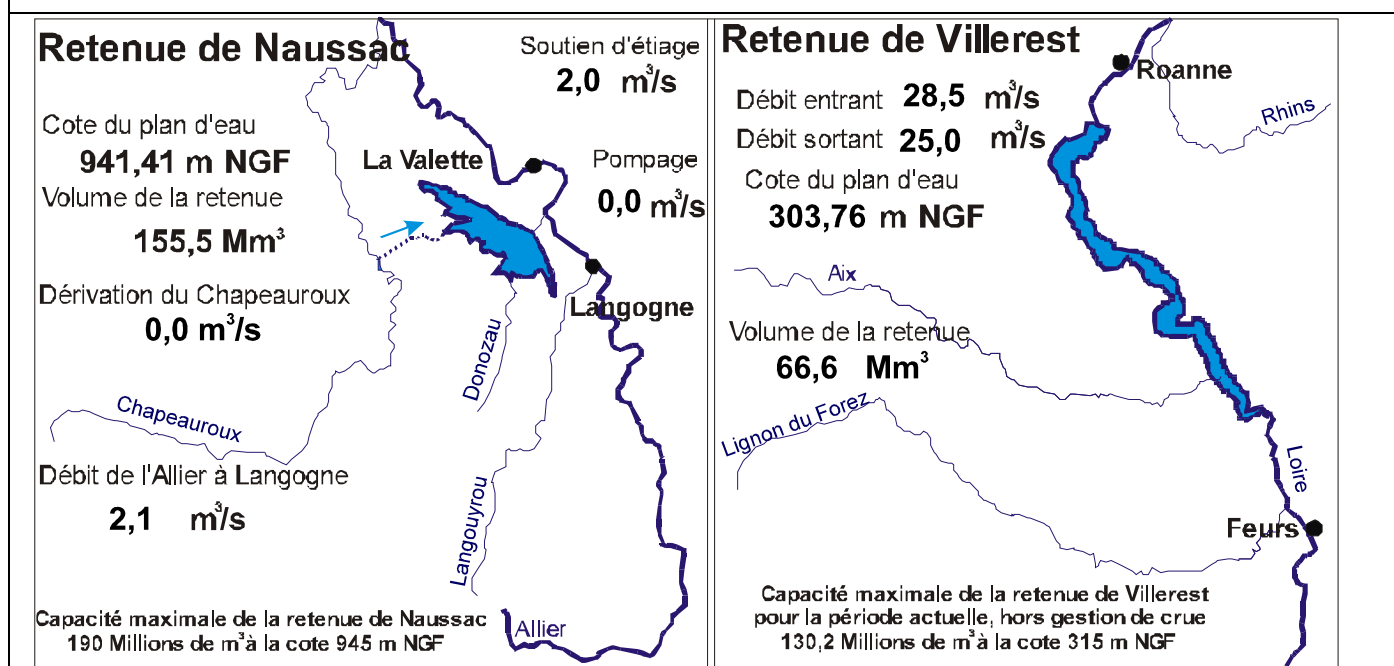 Retenue de Naussac
Soutien d'étiage
2,0 m³/s
Cote du plan d'eau
941,41 m NGF
La Valette
Pompage
0,0 m³/s
Volume de la retenue
155,5 Mm³
Dérivation du Chapeauroux
0,0 m³/s
Langogne
Donozau
Chapeauroux
Débit de l'Allier à Langogne
2,1 m³/s
Langouyrou
Allier
Capacité maximale de la retenue de Naussac
190 Millions de m³ à la cote 945 m NGF
Retenue de Villerest
Roanne
Débit entrant 28,5 m³/s
Rhins
Débit sortant 25,0 m³/s
Cote du plan d'eau
303,76 m NGF
Aix
Volume de la retenue
66,6 Mm³
Lignon du Forez
Loire
Feurs
Capacité maximale de la retenue de Villerest
pour la période actuelle, hors gestion de crue
130,2 Millions de m³ à la cote 315 m NGF